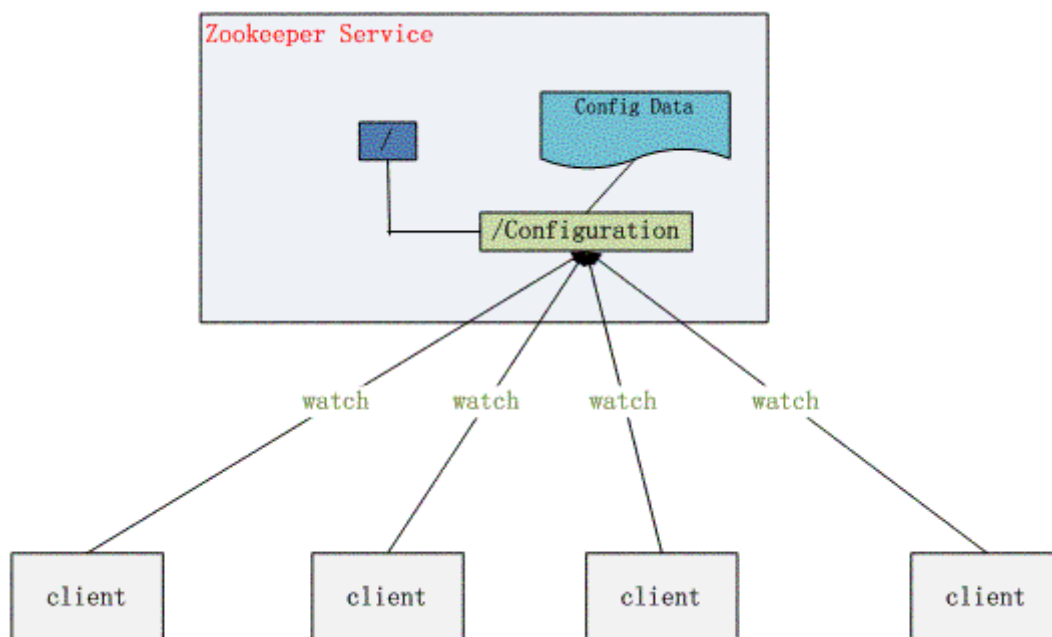 Zookeeper Service
Config Data
/
/Configuration
watch
watch
watch
watch
client
client
client
client